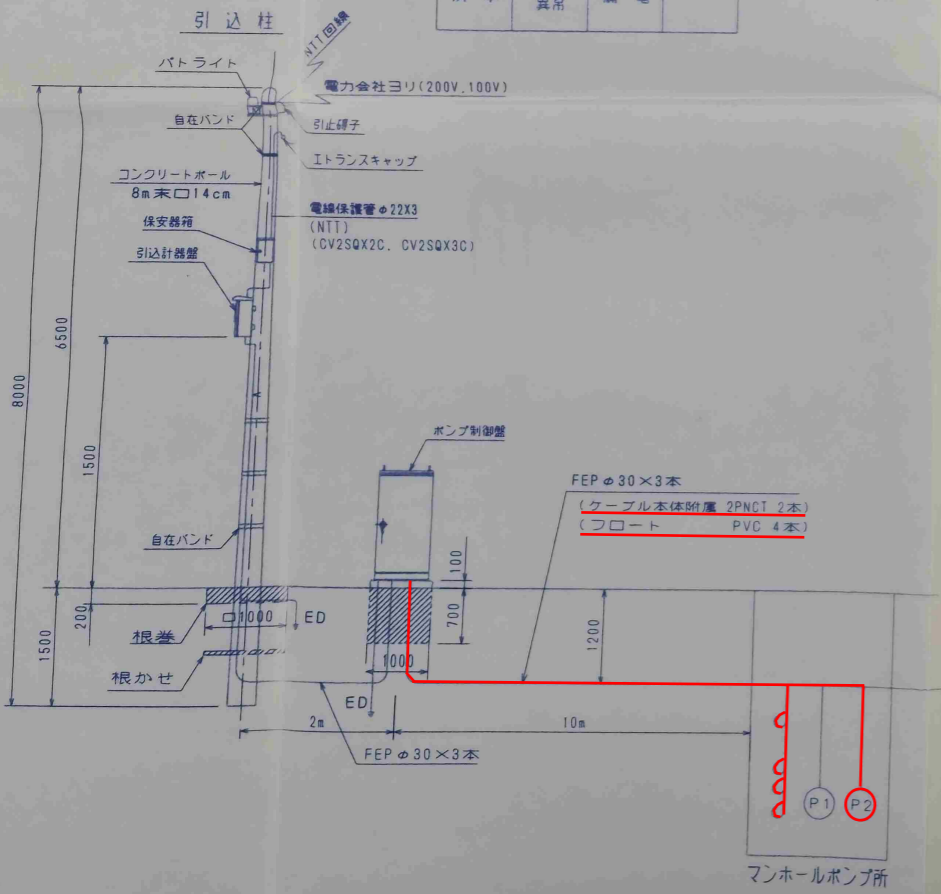 異常
引込柱
NTT回線
パトライト
電力会社ヨリ(200V,100V)
自在バンド
引止碍子
エトランスキャップ
コンクリートポール
8m末口14cm
電線保護管φ22X3
(NTT)
(CV2SQX2C. CV2SQX3C)
保安器箱
引込計器盤
6500
8000
1500
ポンプ制御盤
FEPφ30×3本
(ケーブル本体附属 2PNCT 2本)
(フロート PVC 4本)
自在バンド
100
200
□1000
ED
700
1200
1500
根巻
1000
根かせ
ED
2m
10m
FEPφ30×3本
P1
P2
マンホールポンプ所